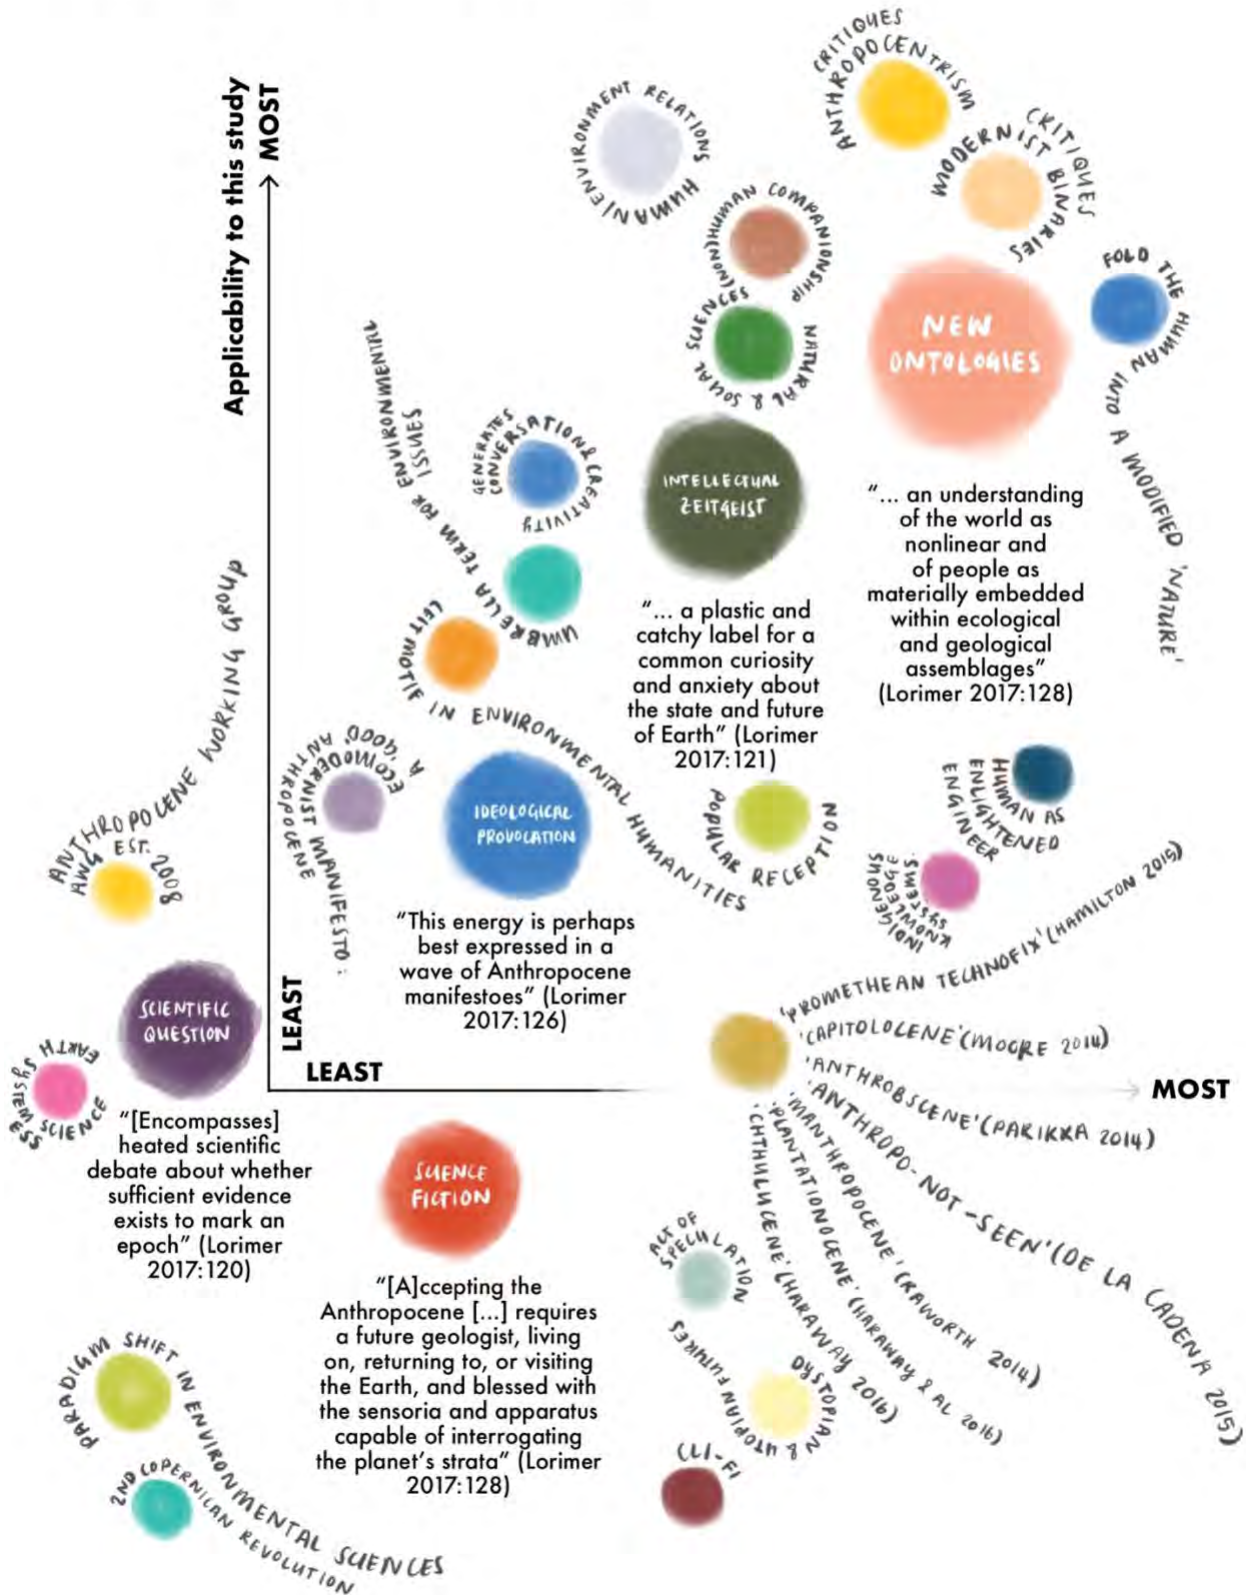 Applicability to this study
MOST
LEAST
LEAST
MOST
CRITIQUES
ANTHROPOCENTRISM
CRITIQUES
MODERNIST BINARIES
HUMAN/ENVIRONMENT RELATIONS
(NON)HUMAN COMPANIONSHIP
NATURAL & SOCIAL SCIENCES
FOLD THE HUMAN INTO A MODIFIED 'NATURE'
NEW
ONTOLOGIES
"... an understanding
of the world as
nonlinear and
of people as
materially embedded
within ecological
and geological
assemblages"
(Lorimer 2017:128)
INTELLECTUAL
ZEITGEIST
"... a plastic and
catchy label for a
common curiosity
and anxiety about
the state and future
of Earth" (Lorimer
2017:121)
GENERATES
CONVERSATION & CREATIVITY
UMBRELLA TERM FOR ENVIRONMENTAL
ISSUES
LEITMOTIF IN ENVIRONMENTAL HUMANITIES
POPULAR RECEPTION
ECOMODERNIST MANIFESTO:
A 'GOOD'
ANTHROPOCENE
IDEOLOGICAL
PROVOCATION
"This energy is perhaps
best expressed in a
wave of Anthropocene
manifestoes" (Lorimer
2017:126)
HUMAN AS
ENLIGHTENED
ENGINEER
INDIGENOUS
KNOWLEDGE
SYSTEMS
ANTHROPOCENE WORKING GROUP
AWG EST. 2008
SCIENTIFIC
QUESTION
EARTH SYSTEMS SCIENCE
ESS
"[Encompasses]
heated scientific
debate about whether
sufficient evidence
exists to mark an
epoch" (Lorimer
2017:120)
PARADIGM SHIFT IN ENVIRONMENTAL SCIENCES
2ND COPERNICAN REVOLUTION
SCIENCE
FICTION
"[A]ccepting the
Anthropocene [...] requires
a future geologist, living
on, returning to, or visiting
the Earth, and blessed with
the sensoria and apparatus
capable of interrogating
the planet's strata" (Lorimer
2017:128)
'PROMETHEAN TECHNOFIX' (HAMILTON 2015)
'CAPITOLOCENE' (MOORE 2014)
'ANTHROBSCENE' (PARIKKA 2014)
'ANTHROPO-NOT-SEEN' (DE LA CADENA 2015)
'MANTHROPOCENE' (RAWORTH 2014)
'PLANTATIONOCENE' (HARAWAY & AL 2016)
'CHTHULUCENE' (HARAWAY 2016)
ACT OF
SPECULATION
DYSTOPIAN & UTOPIAN FUTURES
CLI-FI